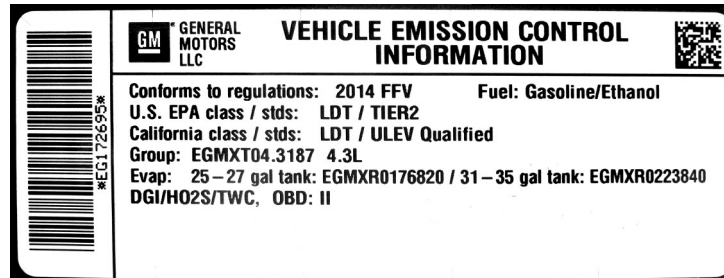 *EG172695*
GM GENERAL MOTORS LLC
VEHICLE EMISSION CONTROL INFORMATION
Conforms to regulations: 2014 FFV Fuel: Gasoline/Ethanol
U.S. EPA class / stds: LDT / TIER2
California class / stds: LDT / ULEV Qualified
Group: EGMXT04.3187 4.3L
Evap: 25–27 gal tank: EGMXR0176820 / 31–35 gal tank: EGMXR0223840
DGI/HO2S/TWC, OBD: II